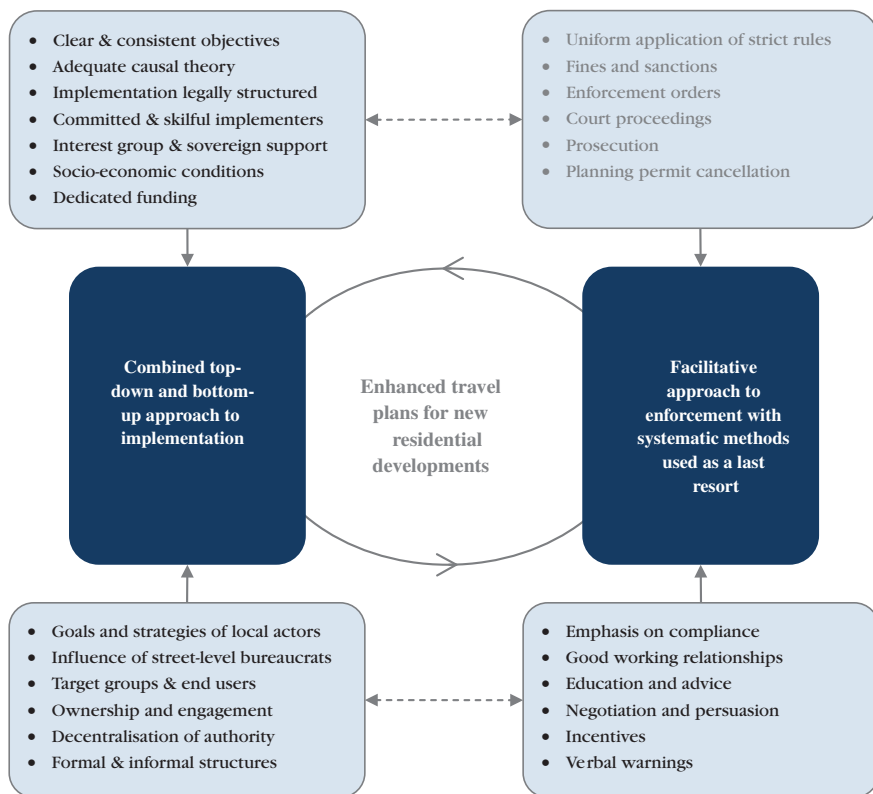 • Clear & consistent objectives
• Adequate causal theory
• Implementation legally structured
• Committed & skilful implementers
• Interest group & sovereign support
• Socio-economic conditions
• Dedicated funding
• Uniform application of strict rules
• Fines and sanctions
• Enforcement orders
• Court proceedings
• Prosecution
• Planning permit cancellation
Combined top-
down and bottom-
up approach to
implementation
Enhanced travel
plans for new
residential
developments
Facilitative
approach to
enforcement with
systematic methods
used as a last
resort
• Goals and strategies of local actors
• Influence of street-level bureaucrats
• Target groups & end users
• Ownership and engagement
• Decentralisation of authority
• Formal & informal structures
• Emphasis on compliance
• Good working relationships
• Education and advice
• Negotiation and persuasion
• Incentives
• Verbal warnings